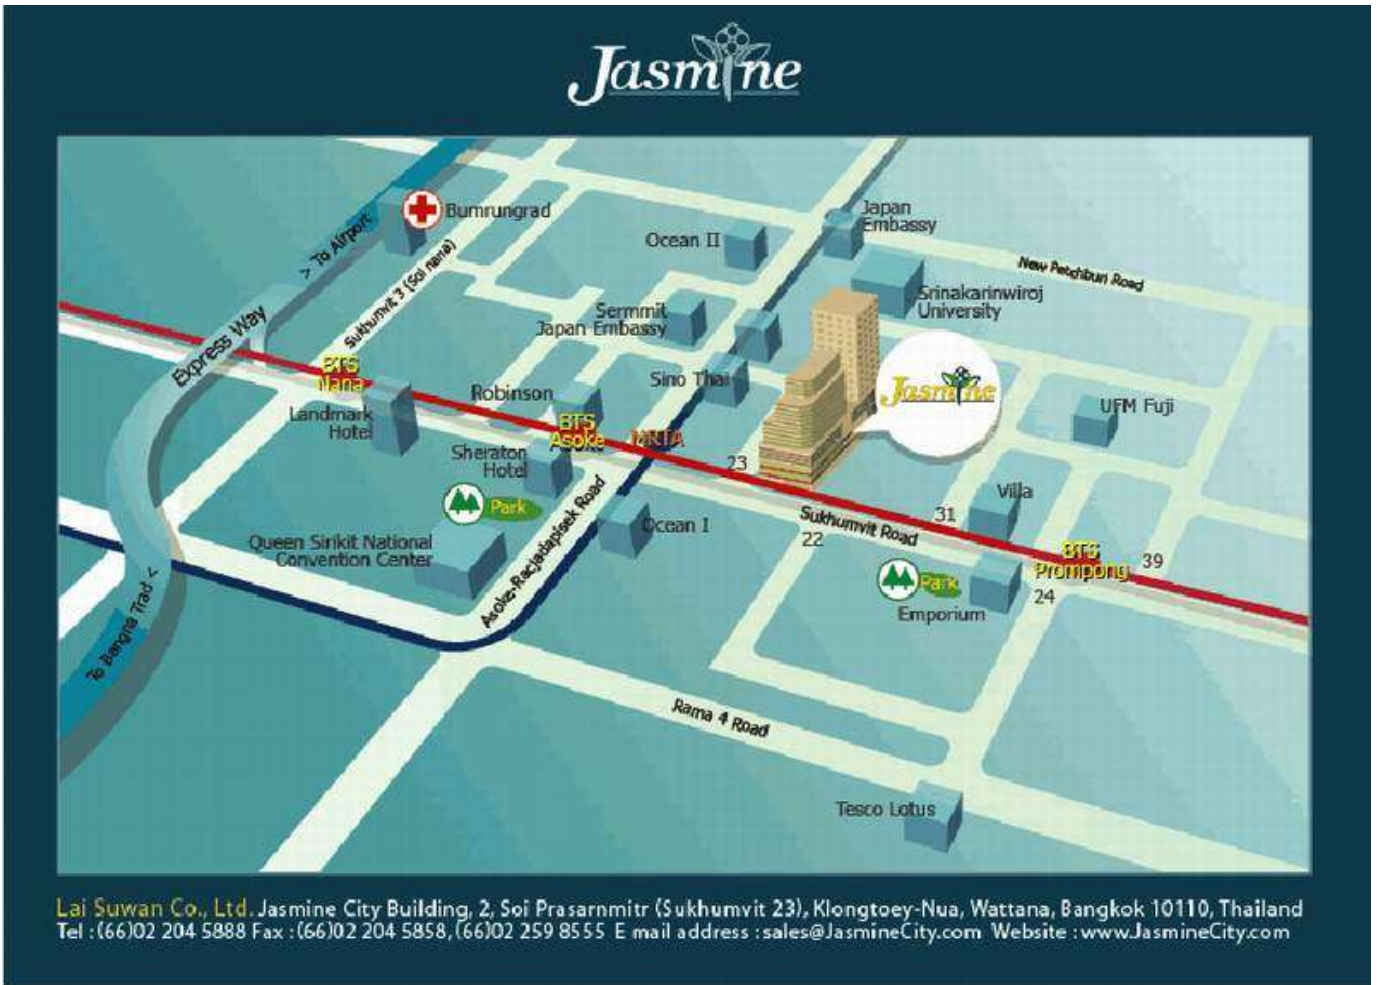 Jasmine
Bumrungrad
> To Airport
Sukhumvit 3 (Soi nana)
Express Way
Ocean II
Japan
Embassy
New Petchburi Road
Srinakarinwiroj
University
Sermmit
Japan Embassy
Sino Thai
Jasmine
UFM Fuji
BTS
Nana
Landmark
Hotel
Robinson
BTS
Asoke
MRTA
Sheraton
Hotel
Park
Queen Sirikit National
Convention Center
Asoke-Racjadapisek Road
Ocean I
23
Sukhumvit Road
22
31
Villa
BTS
Prompong
39
24
Park
Emporium
To Bangna Trad <
Rama 4 Road
Tesco Lotus
Lai Suwan Co., Ltd. Jasmine City Building, 2, Soi Prasarnmitr (Sukhumvit 23), Klongtoey-Nua, Wattana, Bangkok 10110, Thailand
Tel :(66)02 204 5888 Fax :(66)02 204 5858, (66)02 259 8555 E mail address :sales@JasmineCity.com Website :www.JasmineCity.com